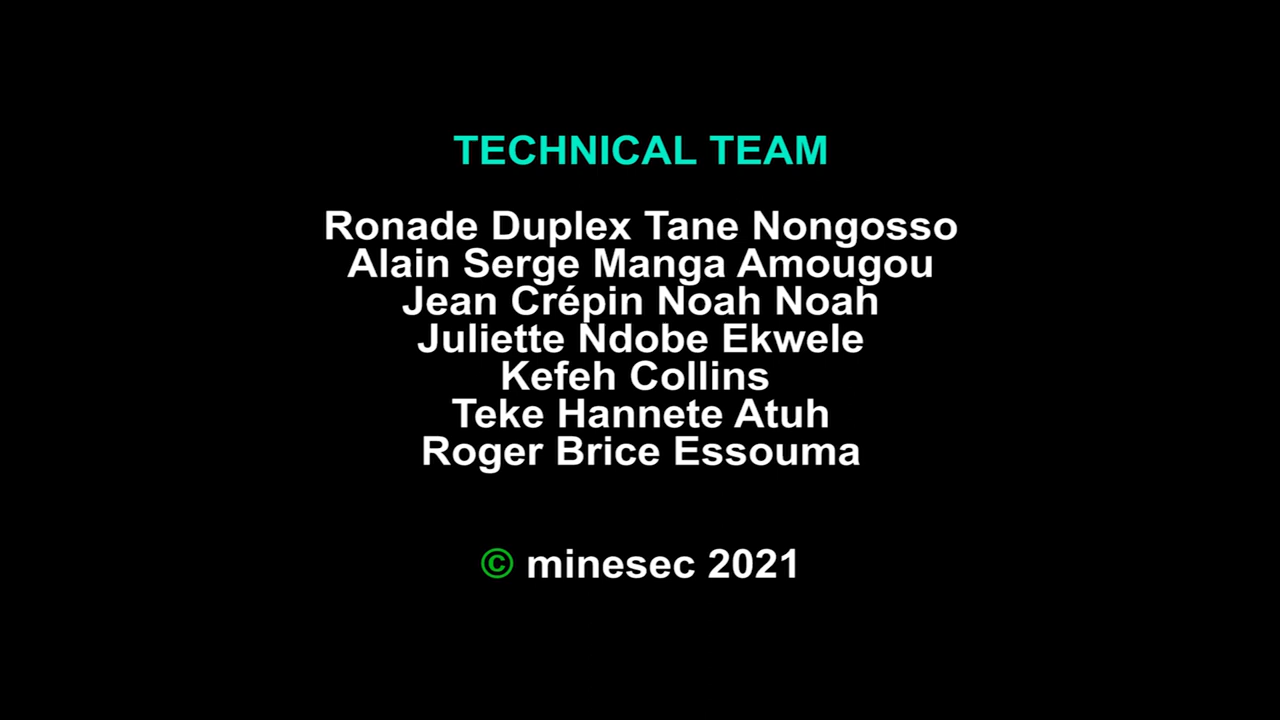 TECHNICAL TEAM
Ronade Duplex Tane Nongosso
Alain Serge Manga Amougou
Jean Crépin Noah Noah
Juliette Ndobe Ekwele
Kefeh Collins
Teke Hannete Atuh
Roger Brice Essouma
© minesec 2021